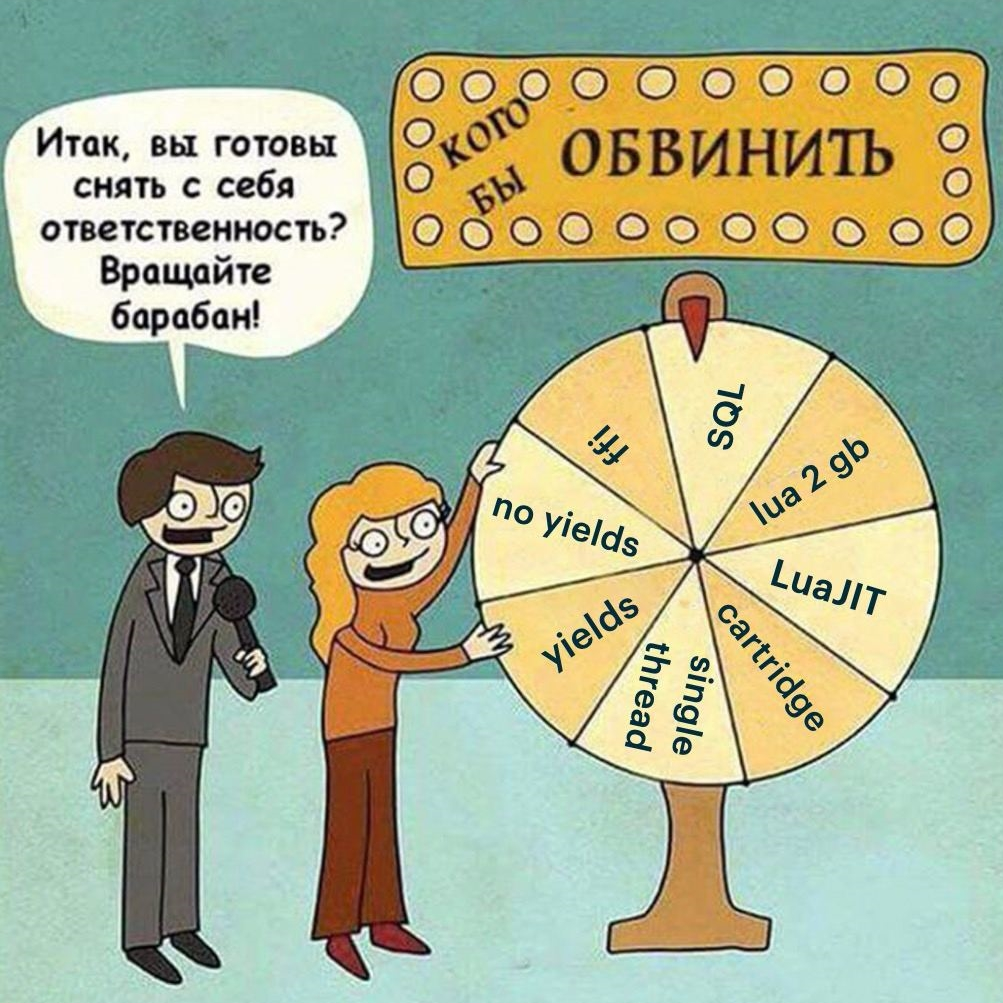 Итак, вы готовы
снять с себя
ответственность?
Вращайте
барабан!
КОГО
БЫ
ОБВИНИТЬ
SQL
lua 2 gb
LuaJIT
cartridge
single
thread
yields
no yields
ffi